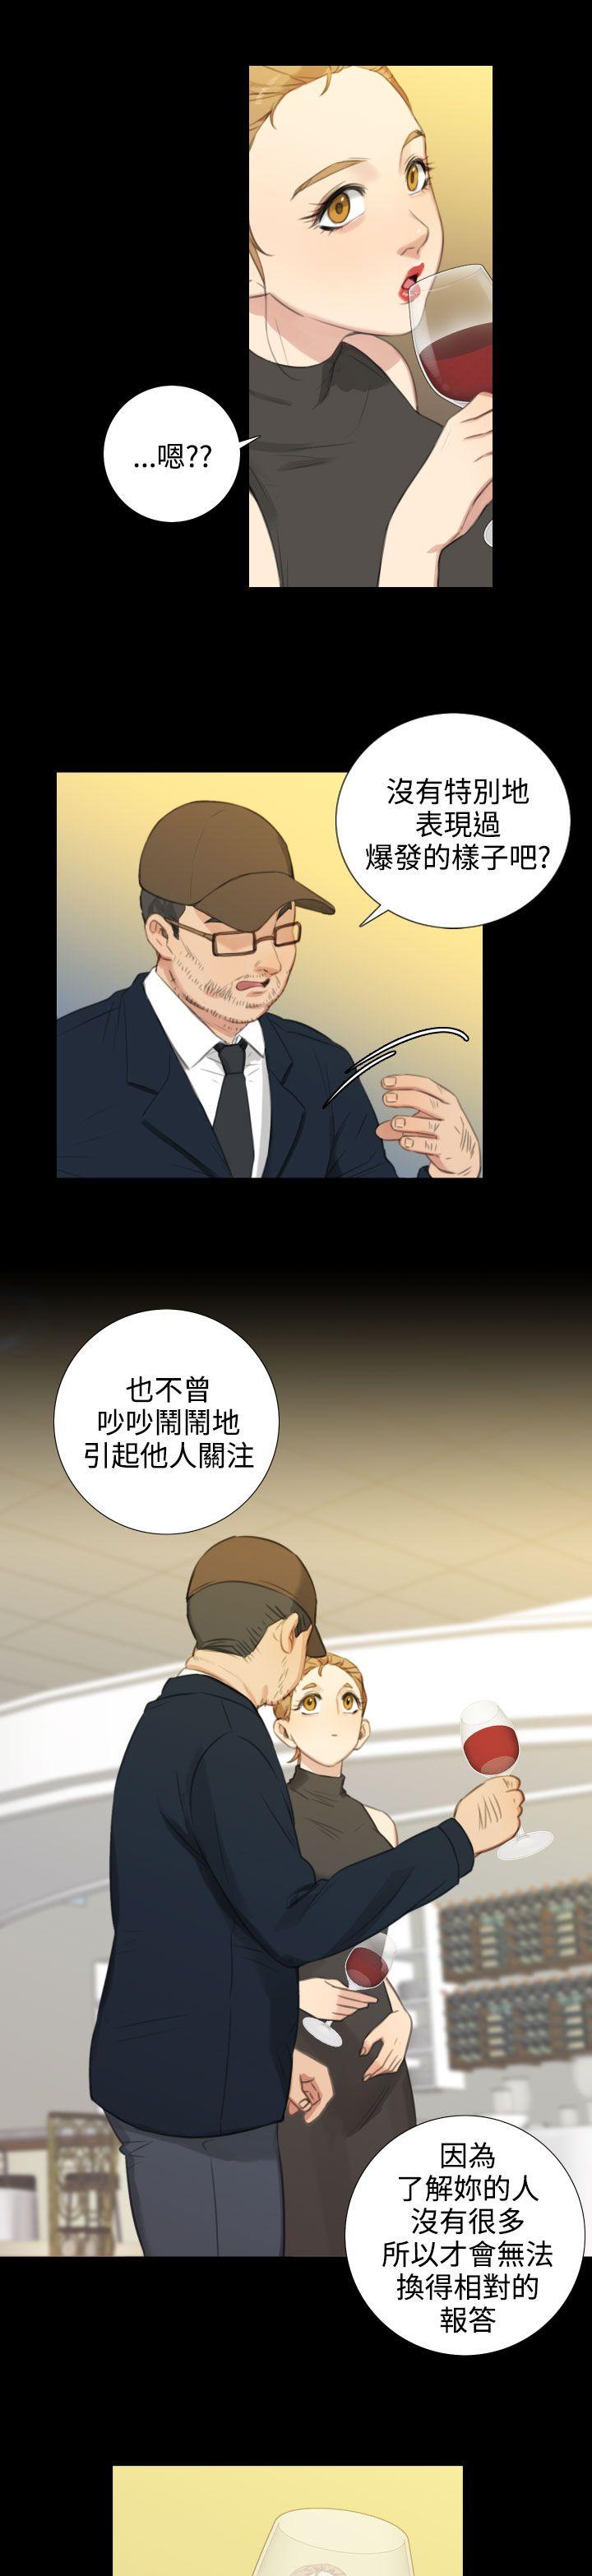 ...嗯??
沒有特別地
表現過
爆發的樣子吧?
也不曾
吵吵鬧鬧地
引起他人關注
因為
了解妳的人
沒有很多
所以才會無法
換得相對的
報答